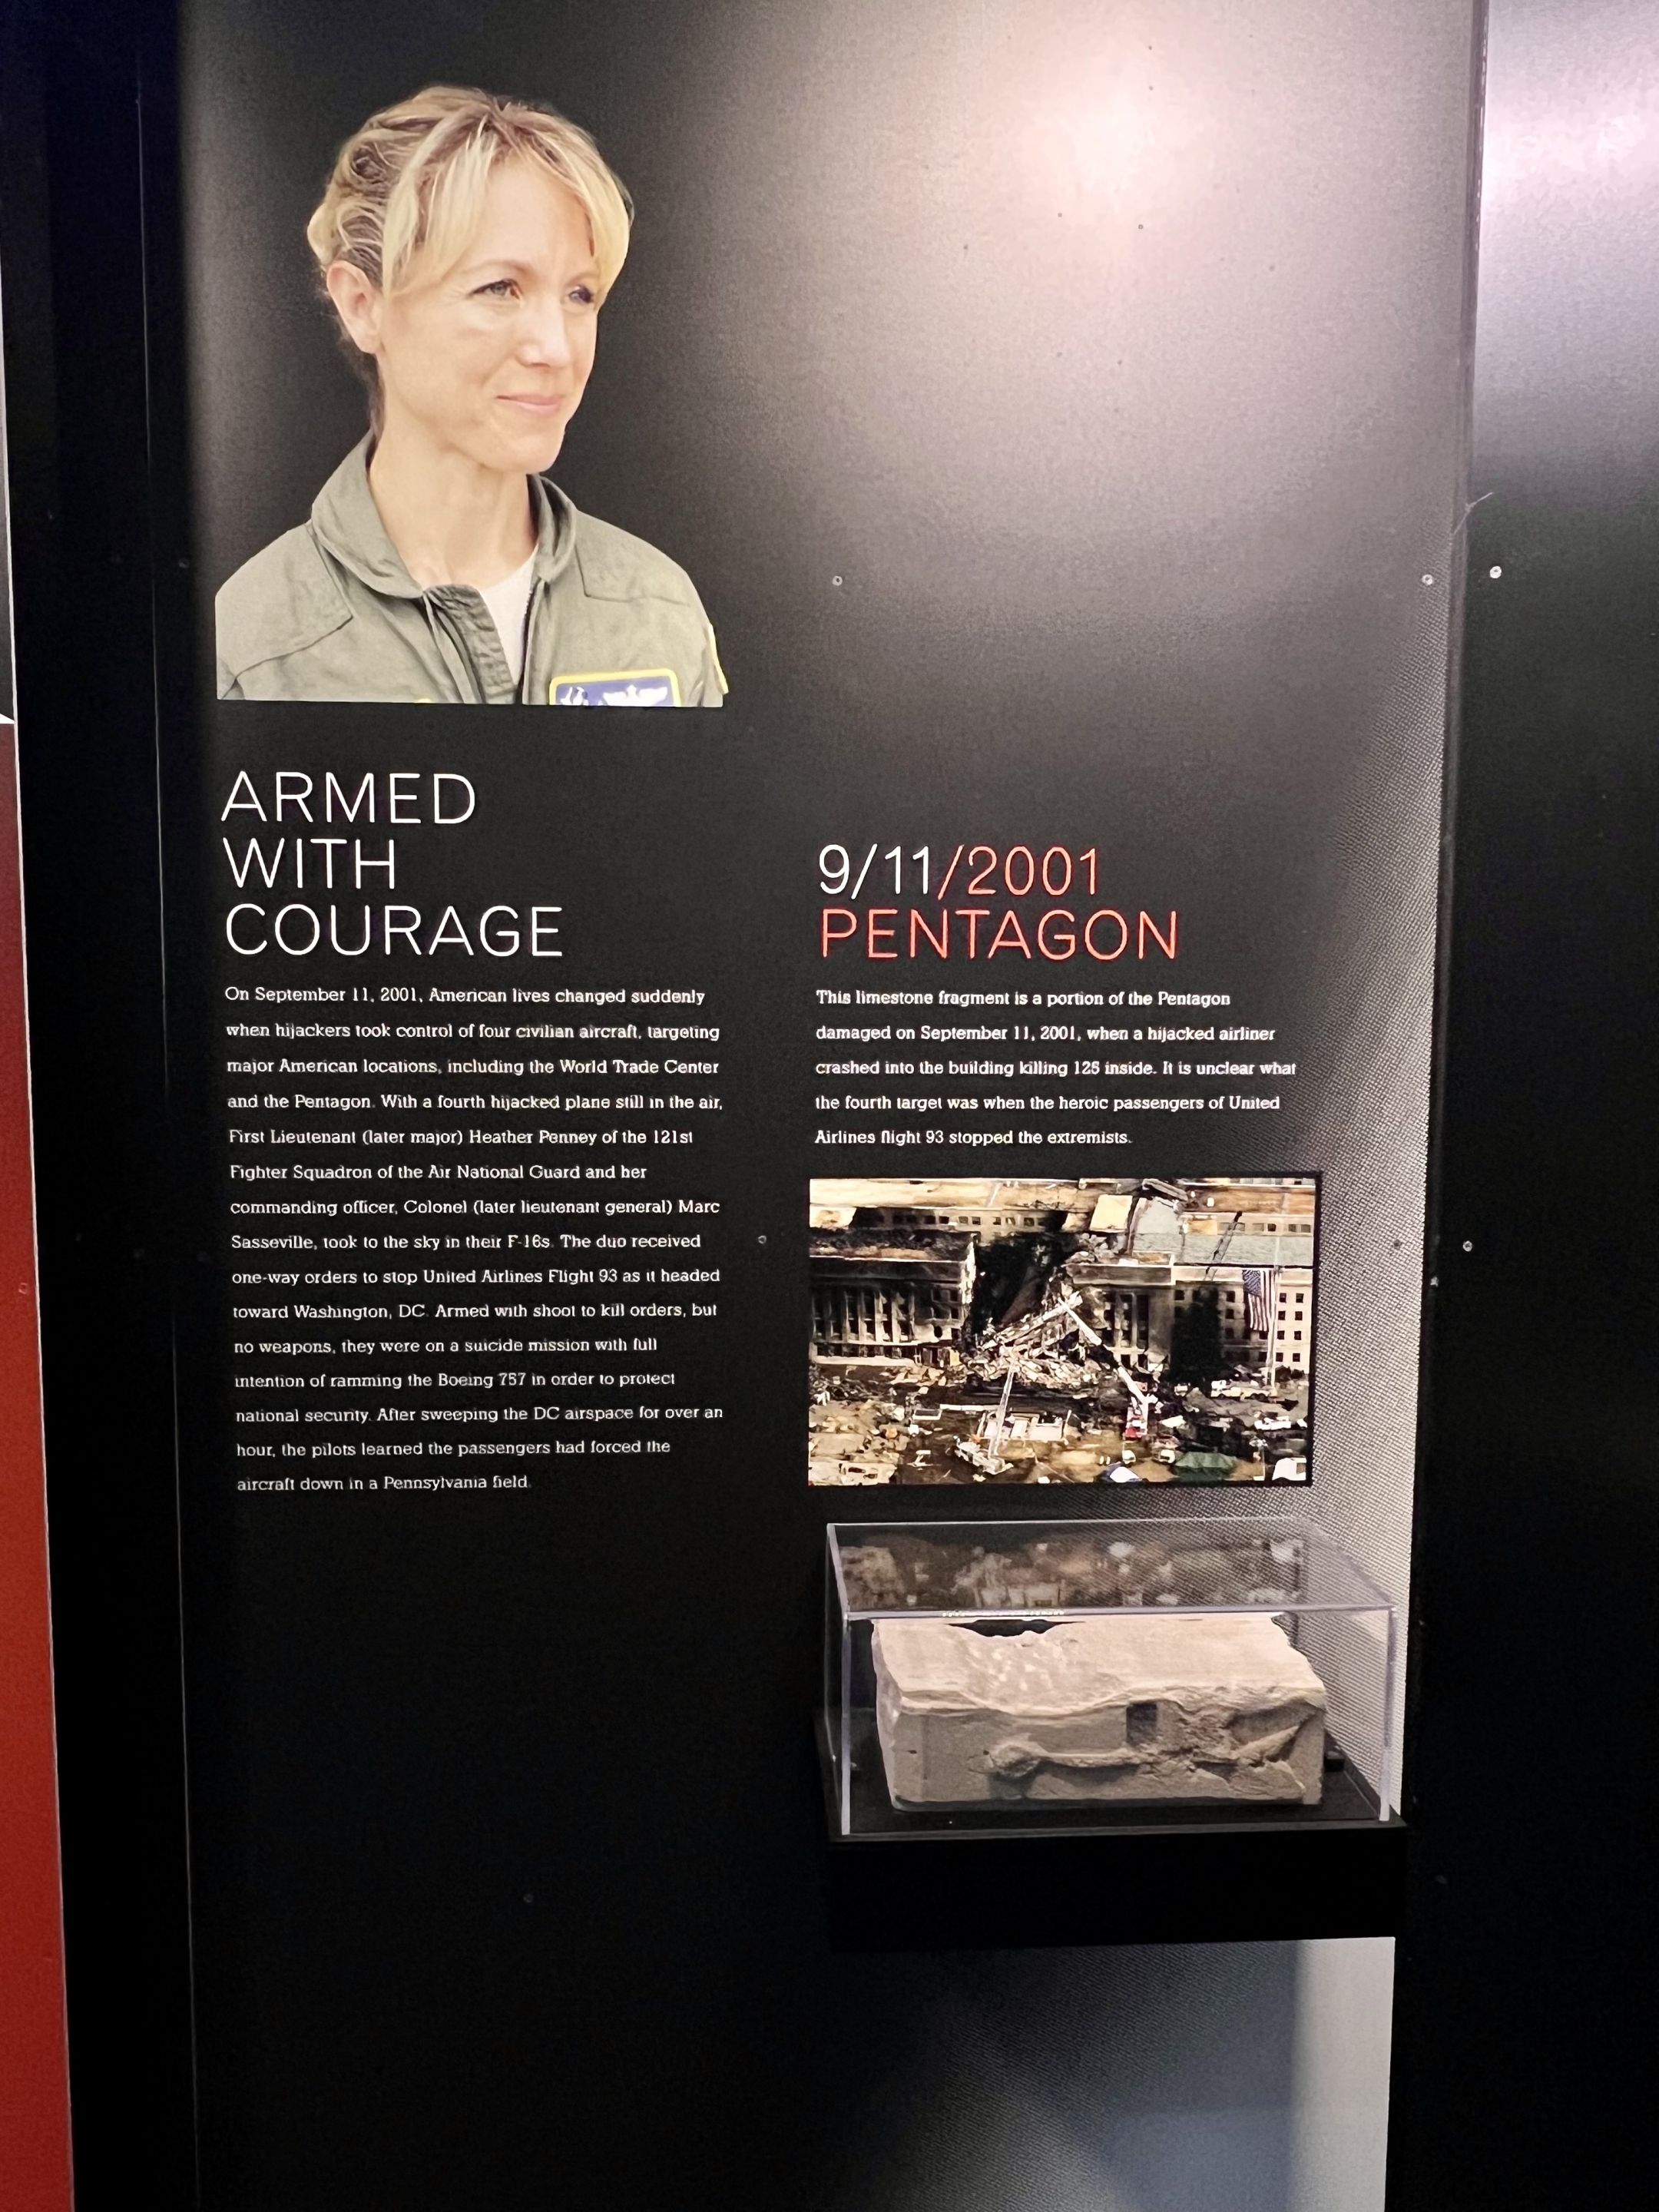 ARMED
WITH
COURAGE
On September 11, 2001, American lives changed suddenly
when hijackers took control of four civilian aircraft, targeting
major American locations, including the World Trade Center
and the Pentagon. With a fourth hijacked plane still in the air,
First Lieutenant (later major) Heather Penney of the 121st
Fighter Squadron of the Air National Guard and her
commanding officer, Colonel (later lieutenant general) Marc
Sasseville, took to the sky in their F-16s. The duo received
one-way orders to stop United Airlines Flight 93 as it headed
toward Washington, DC. Armed with shoot to kill orders, but
no weapons, they were on a suicide mission with full
intention of ramming the Boeing 757 in order to protect
national security. After sweeping the DC airspace for over an
hour, the pilots learned the passengers had forced the
aircraft down in a Pennsylvania field.
9/11/2001
PENTAGON
This limestone fragment is a portion of the Pentagon
damaged on September 11, 2001, when a hijacked airliner
crashed into the building killing 125 inside. It is unclear what
the fourth target was when the heroic passengers of United
Airlines flight 93 stopped the extremists.